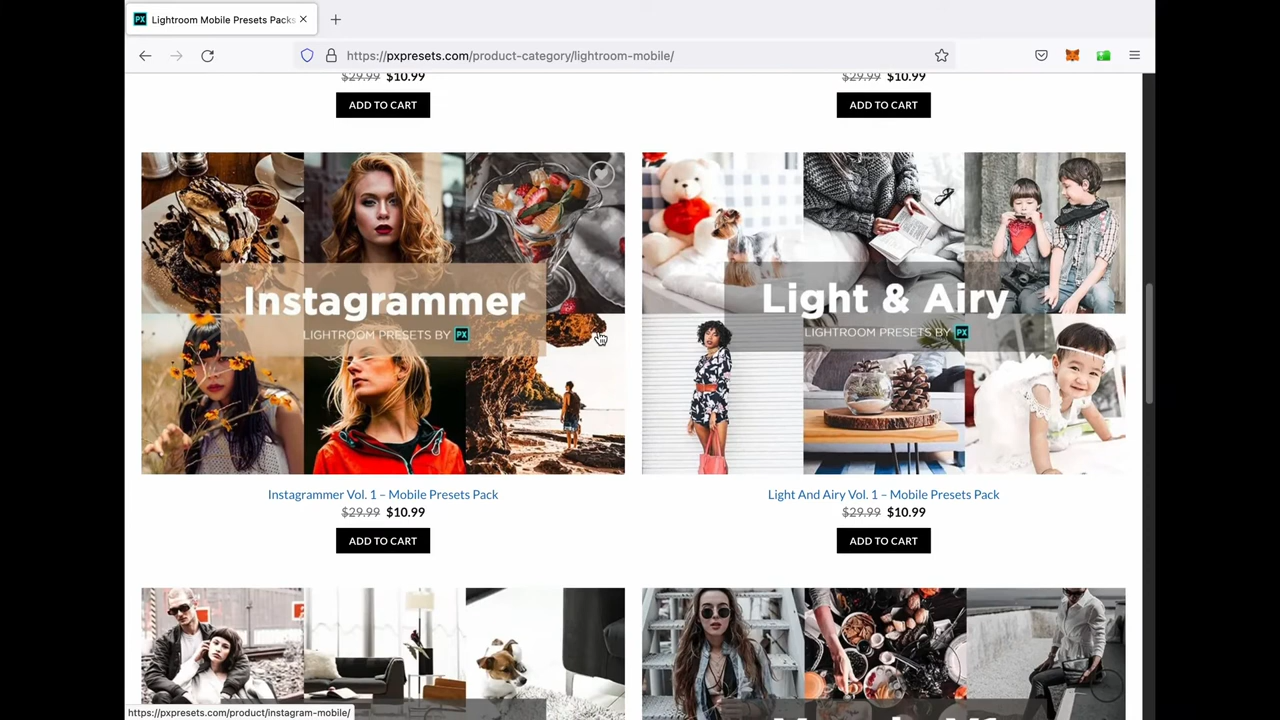 Lightroom Mobile Presets Packs
https://pxpresets.com/product-category/lightroom-mobile/
$29.99 $10.99
$29.99 $10.99
ADD TO CART
ADD TO CART
Instagrammer
LIGHTROOM PRESETS BY PX
Light & Airy
LIGHTROOM PRESETS BY PX
Instagrammer Vol. 1 – Mobile Presets Pack
$29.99 $10.99
ADD TO CART
Light And Airy Vol. 1 – Mobile Presets Pack
$29.99 $10.99
ADD TO CART
https://pxpresets.com/product/instagram-mobile/